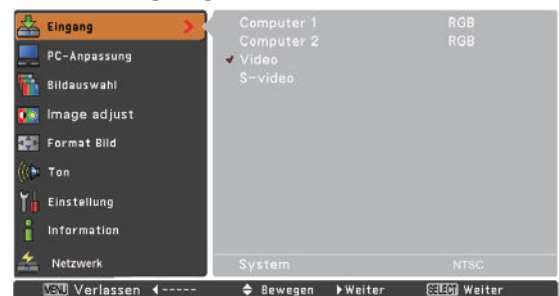 Eingang
PC-Anpassung
Bildauswahl
Image adjust
Format Bild
Ton
Einstellung
Information
Netzwerk
Computer 1 RGB
Computer 2 RGB
Video
S-video
System NTSC
MENU Verlassen ----- Bewegen Weiter SELECT Weiter